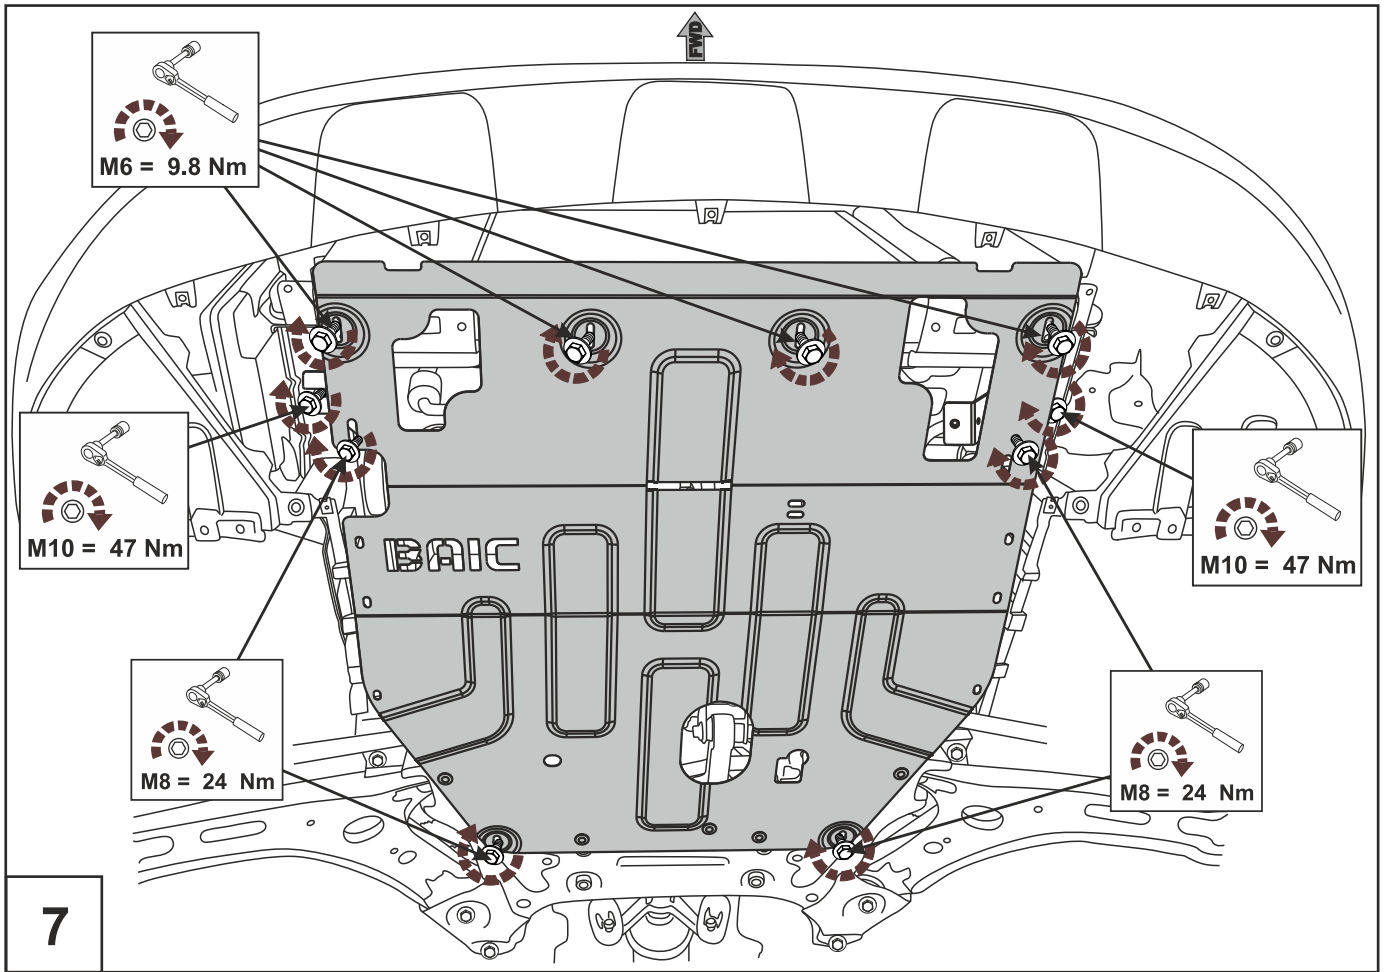 FWD
M6 = 9.8 Nm
M10 = 47 Nm
M10 = 47 Nm
BAIC
M8 = 24 Nm
M8 = 24 Nm
7